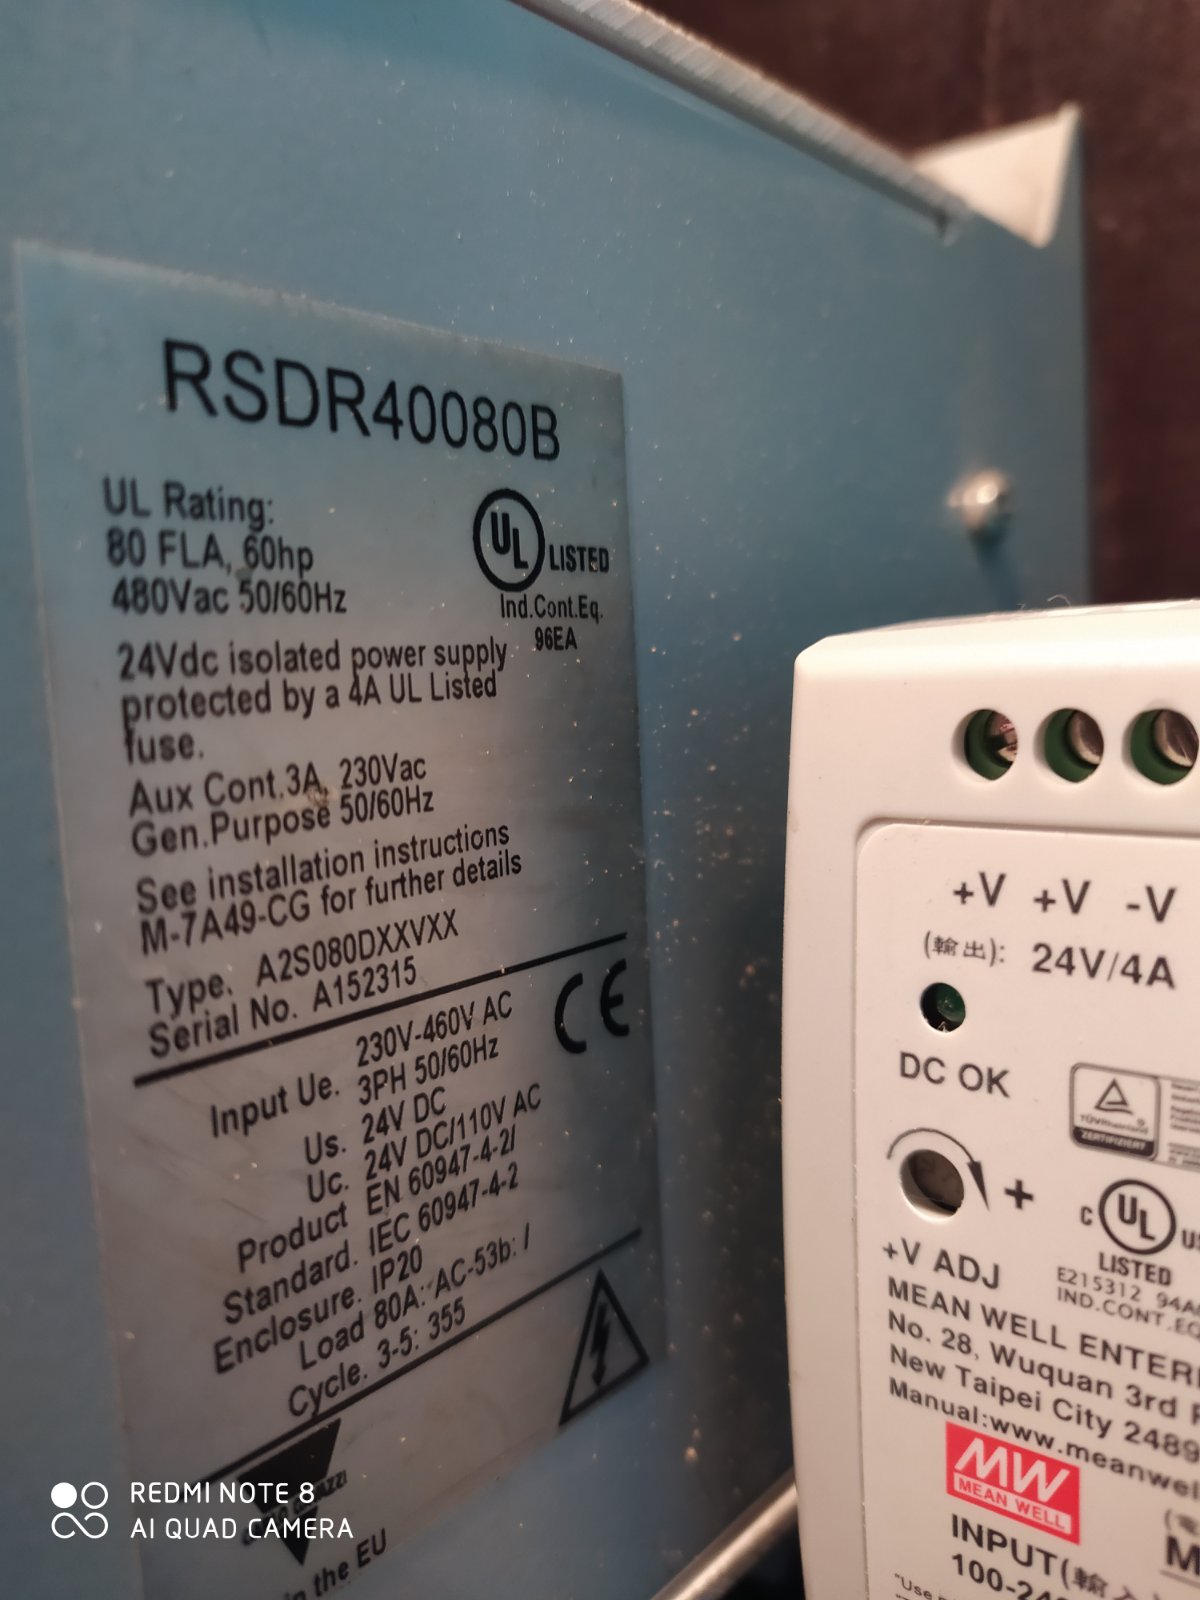 RSDR40080B
UL Rating:
80 FLA, 60hp
480Vac 50/60Hz
UL LISTED
Ind.Cont.Eq.
96EA
24Vdc isolated power supply
protected by a 4A UL Listed
fuse.
Aux Cont.3A, 230Vac
Gen.Purpose 50/60Hz
See installation instructions
M-7A49-CG for further details
Type. A2S080DXXVXX
Serial No. A152315
CE
Input Ue. 230V-460V AC
3PH 50/60Hz
Us. 24V DC
Uc. 24V DC/110V AC
Product EN 60947-4-2/
Standard. IEC 60947-4-2
Enclosure. IP20
Load 80A: AC-53b: /
Cycle. 3-5: 355
the EU
+V +V -V
(輸出): 24V/4A
DC OK
TÜVRheinland
ZERTIFIZIERT
+
+V ADJ
C UL US
LISTED
E215312
IND.CONT.EQ
MEAN WELL
No. 28, Wuquan 3rd
New Taipei City
Manual:www.meanwel
MW
MEAN WELL
INPUT(輸入)
"Use
REDMI NOTE 8
AI QUAD CAMERA